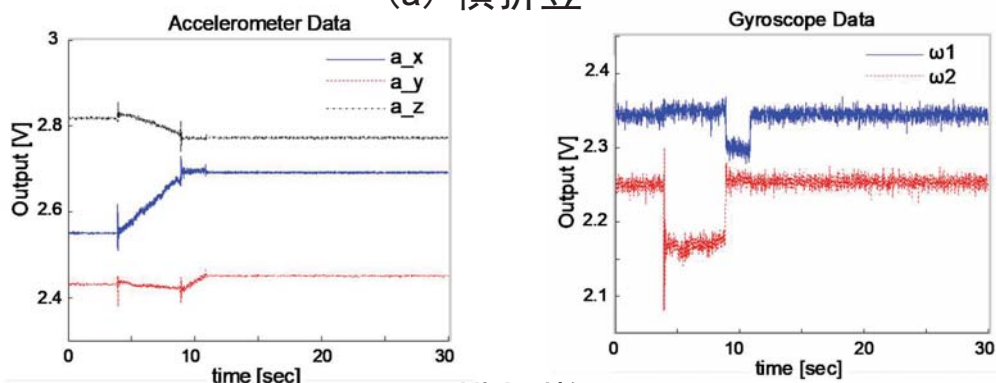 Accelerometer Data
3
2.8
2.6
2.4
Output [V]
0
10
20
30
time [sec]
a_x
a_y
a_z
Gyroscope Data
2.4
2.3
2.2
2.1
Output [V]
0
10
20
30
time [sec]
ω1
ω2